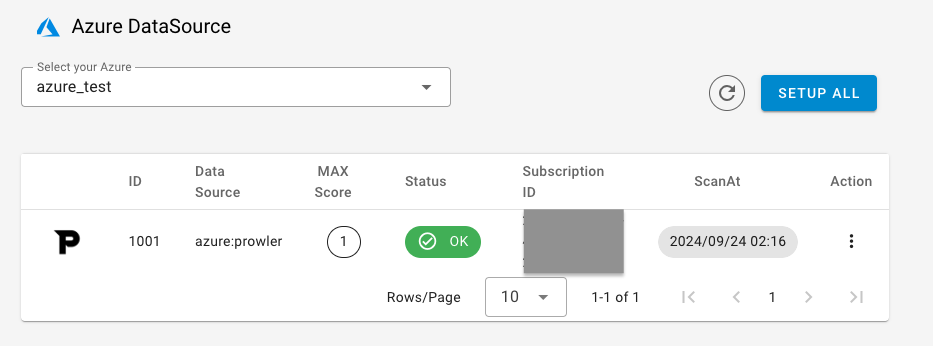 Azure DataSource
Select your Azure
azure_test
SETUP ALL
ID
Data
Source
MAX
Score
Status
Subscription
ID
ScanAt
Action
1001
azure:prowler
1
OK
2024/09/24 02:16
Rows/Page
10
1-1 of 1
1